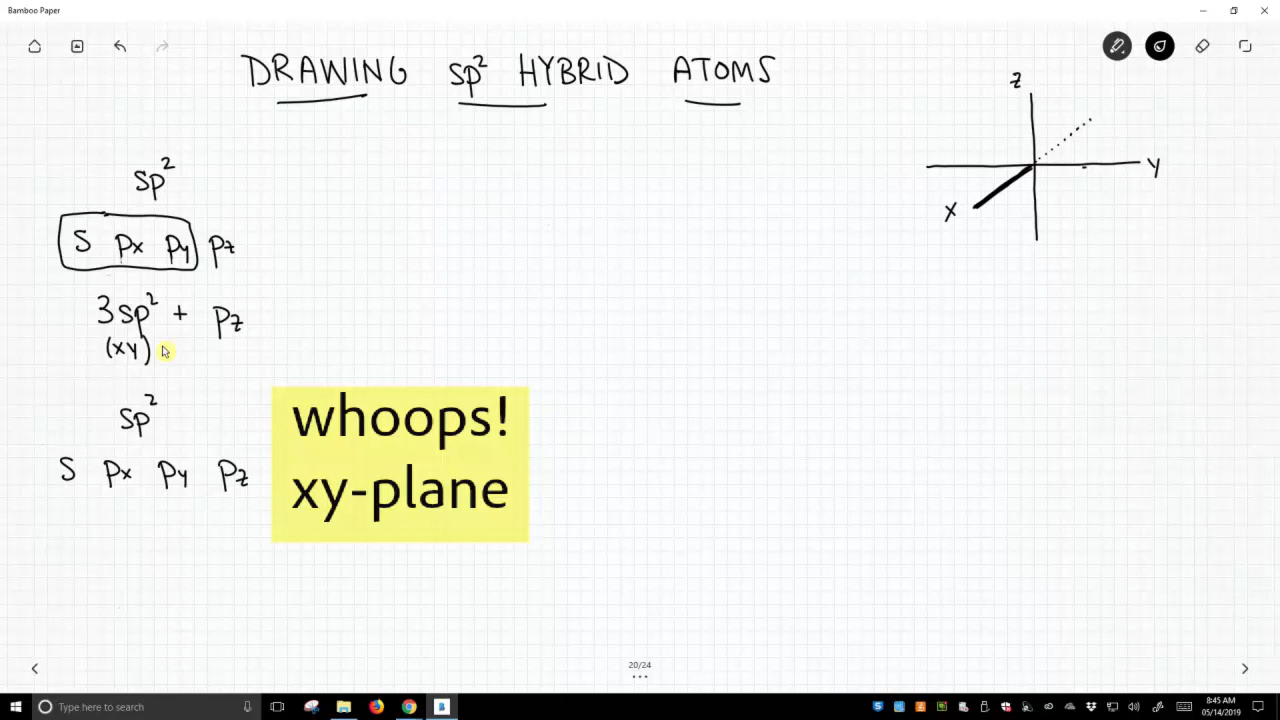 Bamboo Paper
DRAWING sp² HYBRID ATOMS
z
y
x
sp²
s px py pz
3sp² + pz
(xy)
sp²
s px py pz
whoops!
xy-plane
20/24
Type here to search
8:45 AM
05/14/2019